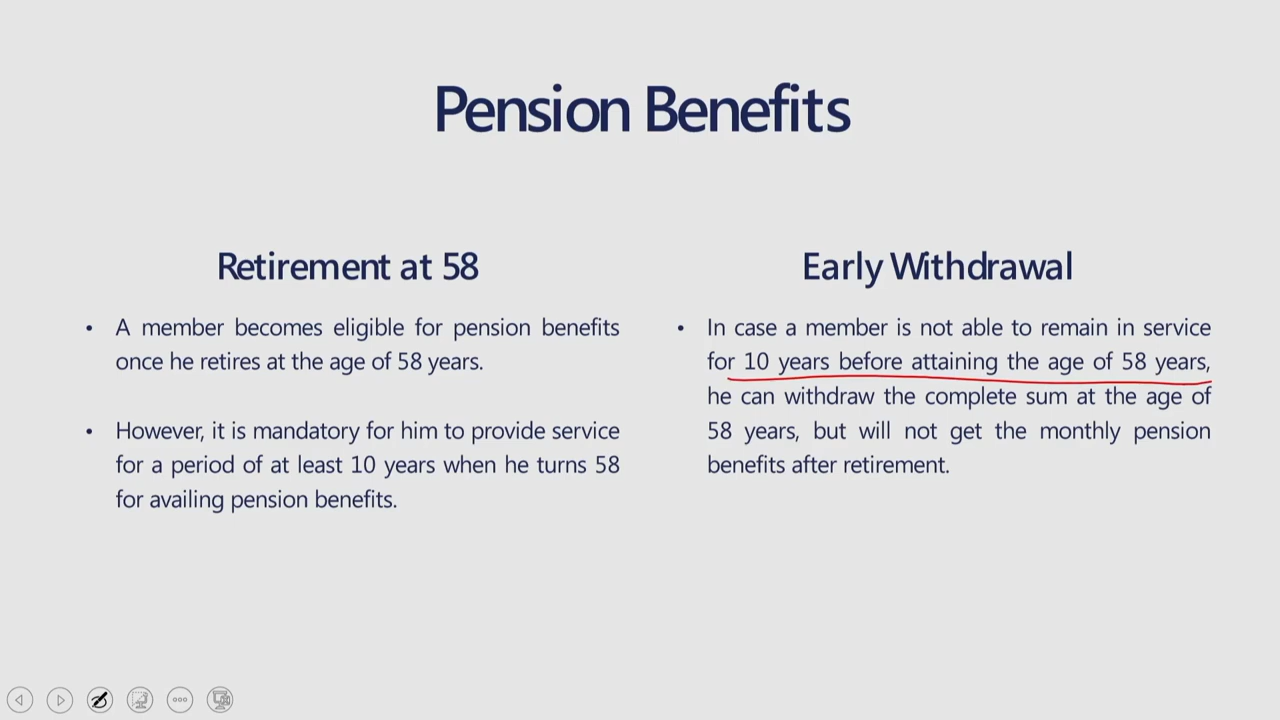 Pension Benefits
Retirement at 58
• A member becomes eligible for pension benefits
once he retires at the age of 58 years.
• However, it is mandatory for him to provide service
for a period of at least 10 years when he turns 58
for availing pension benefits.
Early Withdrawal
• In case a member is not able to remain in service
for 10 years before attaining the age of 58 years,
he can withdraw the complete sum at the age of
58 years, but will not get the monthly pension
benefits after retirement.